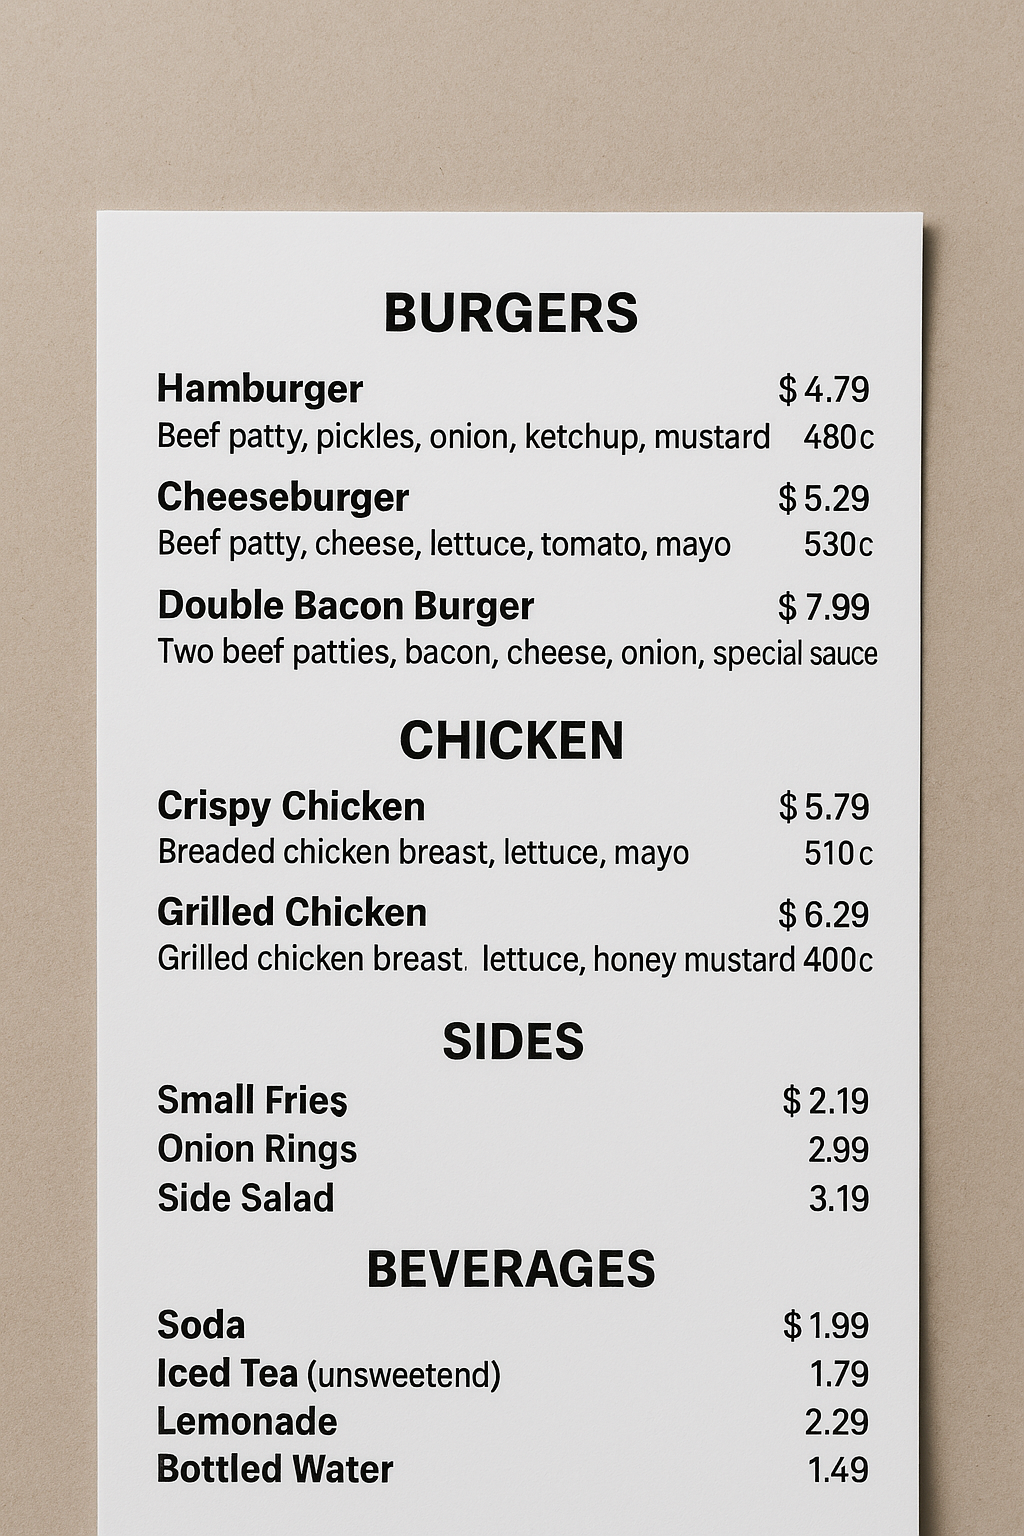 BURGERS
Hamburger $4.79
Beef patty, pickles, onion, ketchup, mustard 480c
Cheeseburger $5.29
Beef patty, cheese, lettuce, tomato, mayo 530c
Double Bacon Burger $7.99
Two beef patties, bacon, cheese, onion, special sauce
CHICKEN
Crispy Chicken $5.79
Breaded chicken breast, lettuce, mayo 510c
Grilled Chicken $6.29
Grilled chicken breast. lettuce, honey mustard 400c
SIDES
Small Fries $2.19
Onion Rings 2.99
Side Salad 3.19
BEVERAGES
Soda $1.99
Iced Tea (unsweetend) 1.79
Lemonade 2.29
Bottled Water 1.49